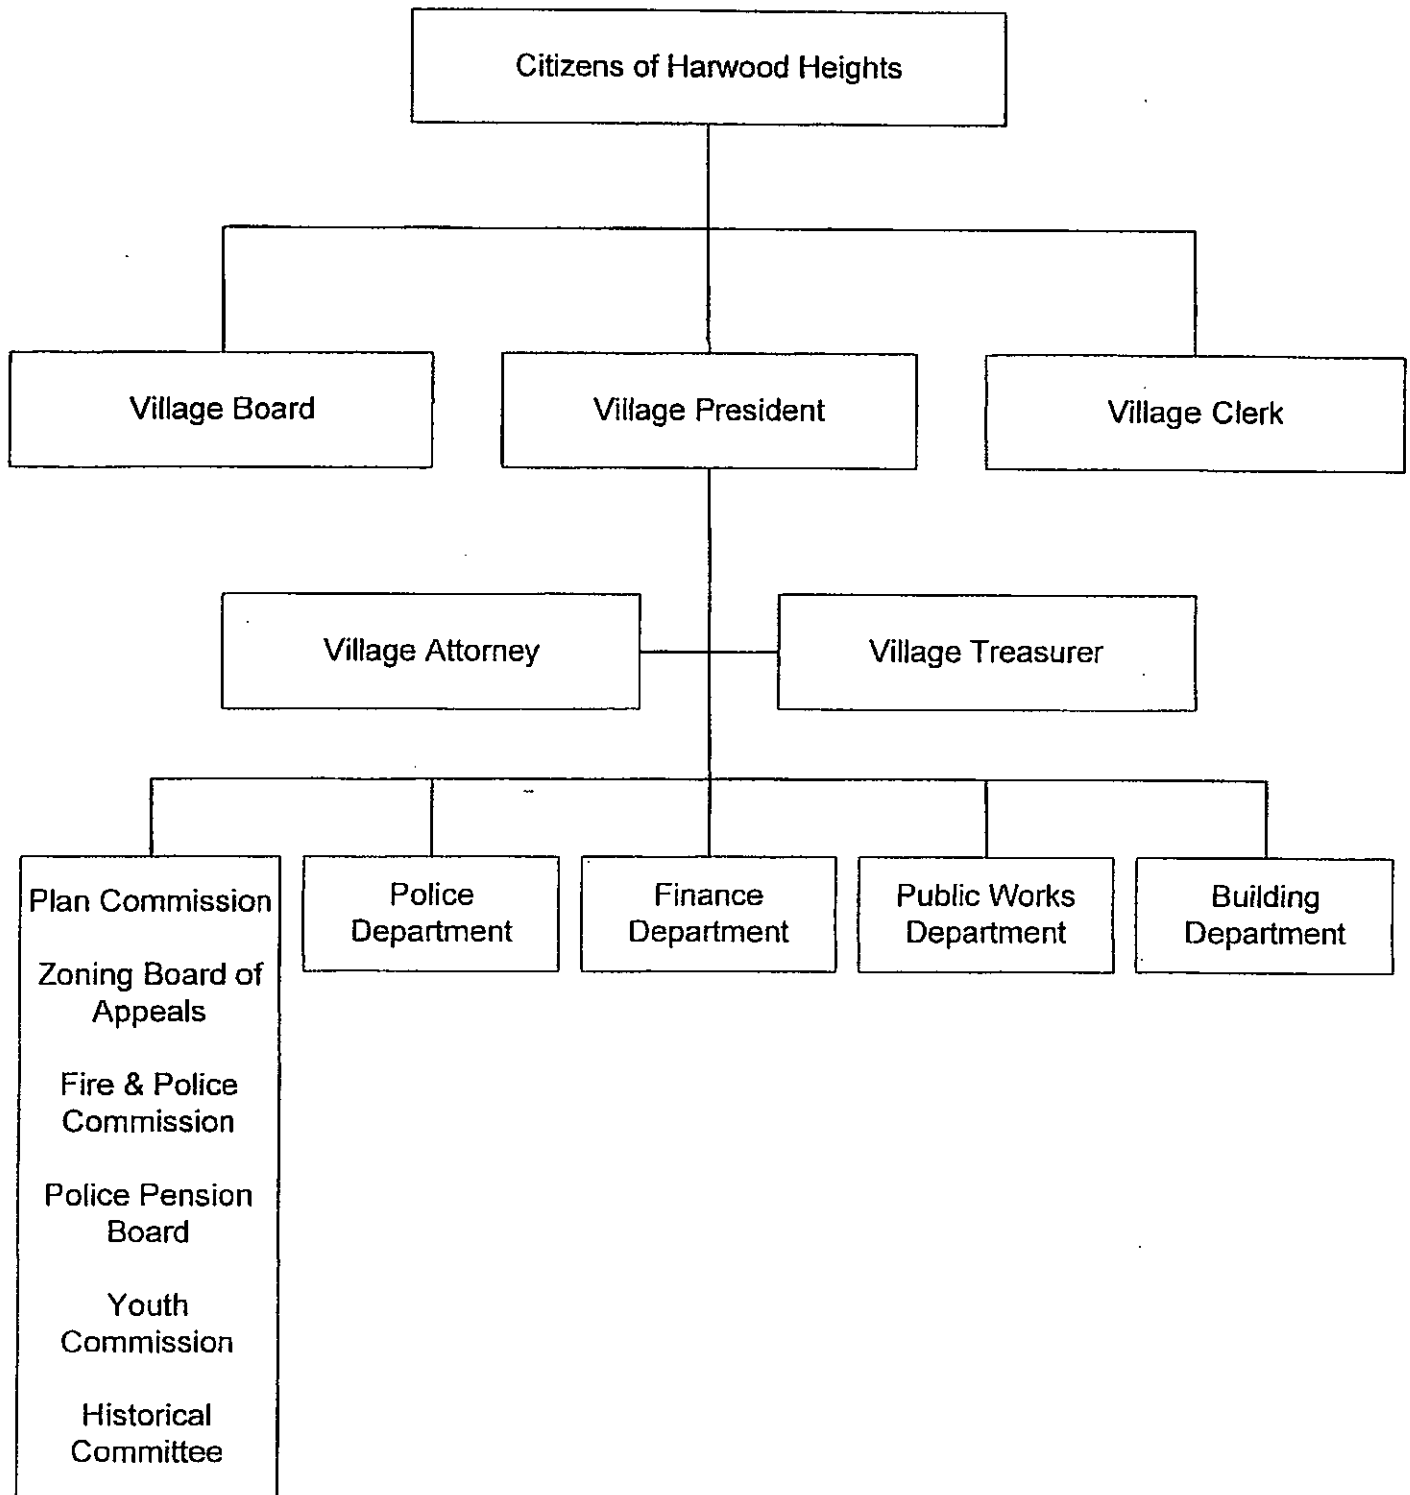 Citizens of Harwood Heights
Village Board
Village President
Village Clerk
Village Attorney
Village Treasurer
Plan Commission
Zoning Board of
Appeals
Fire & Police
Commission
Police Pension
Board
Youth
Commission
Historical
Committee
Police
Department
Finance
Department
Public Works
Department
Building
Department